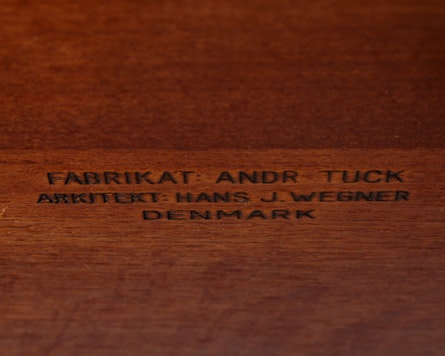 FABRIKAT: ANDR TUCK
ARKITEKT: HANS J. WEGNER
DENMARK